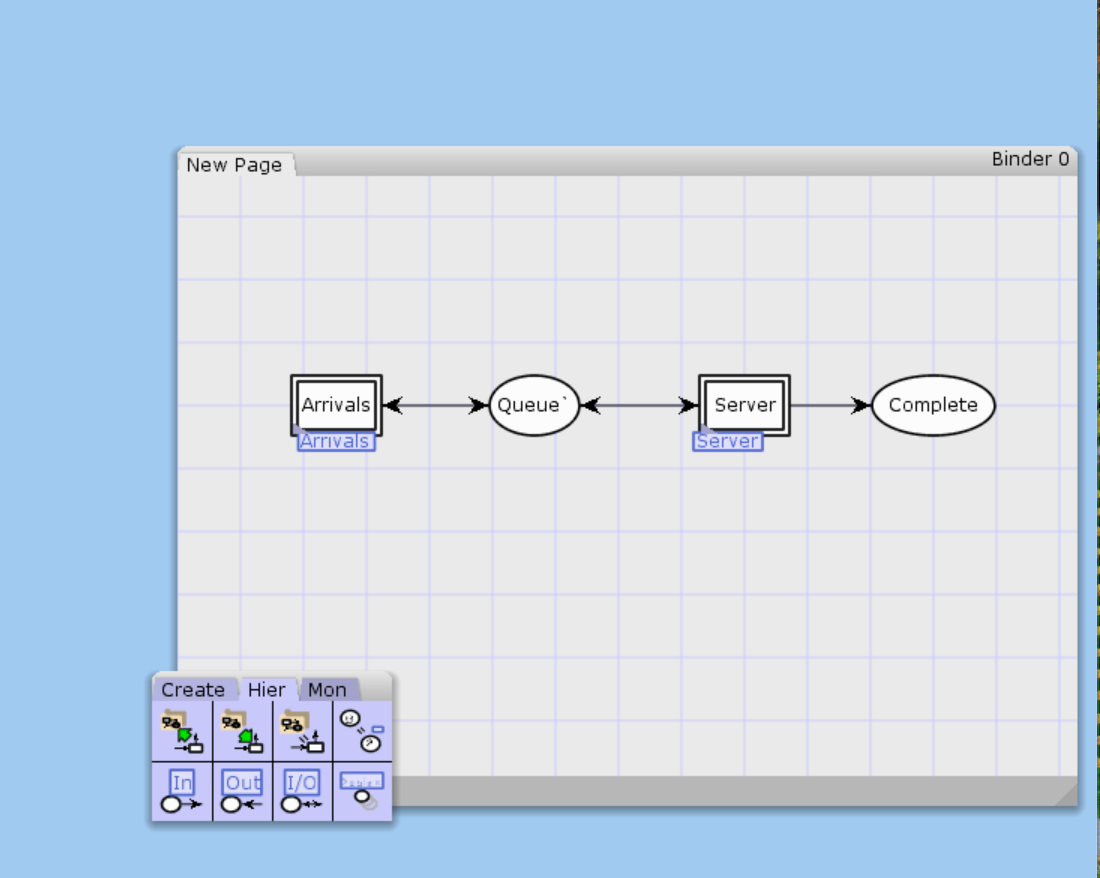 New Page
Binder 0
Arrivals
Queue`
Server
Complete
Arrivals
Server
Create
Hier
Mon
In
Out
I/O